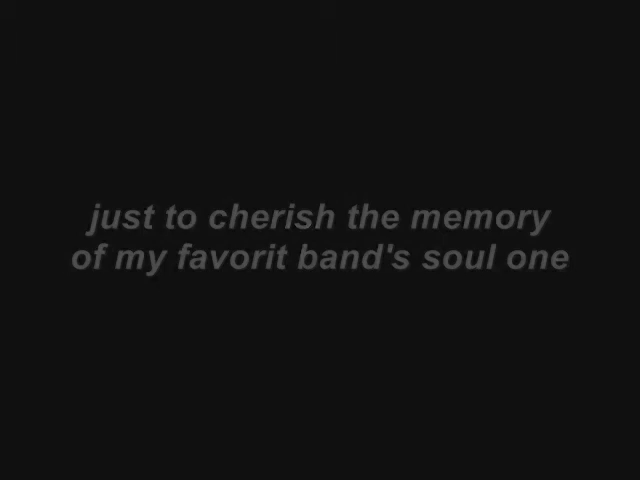 just to cherish the memory
of my favorit band's soul one